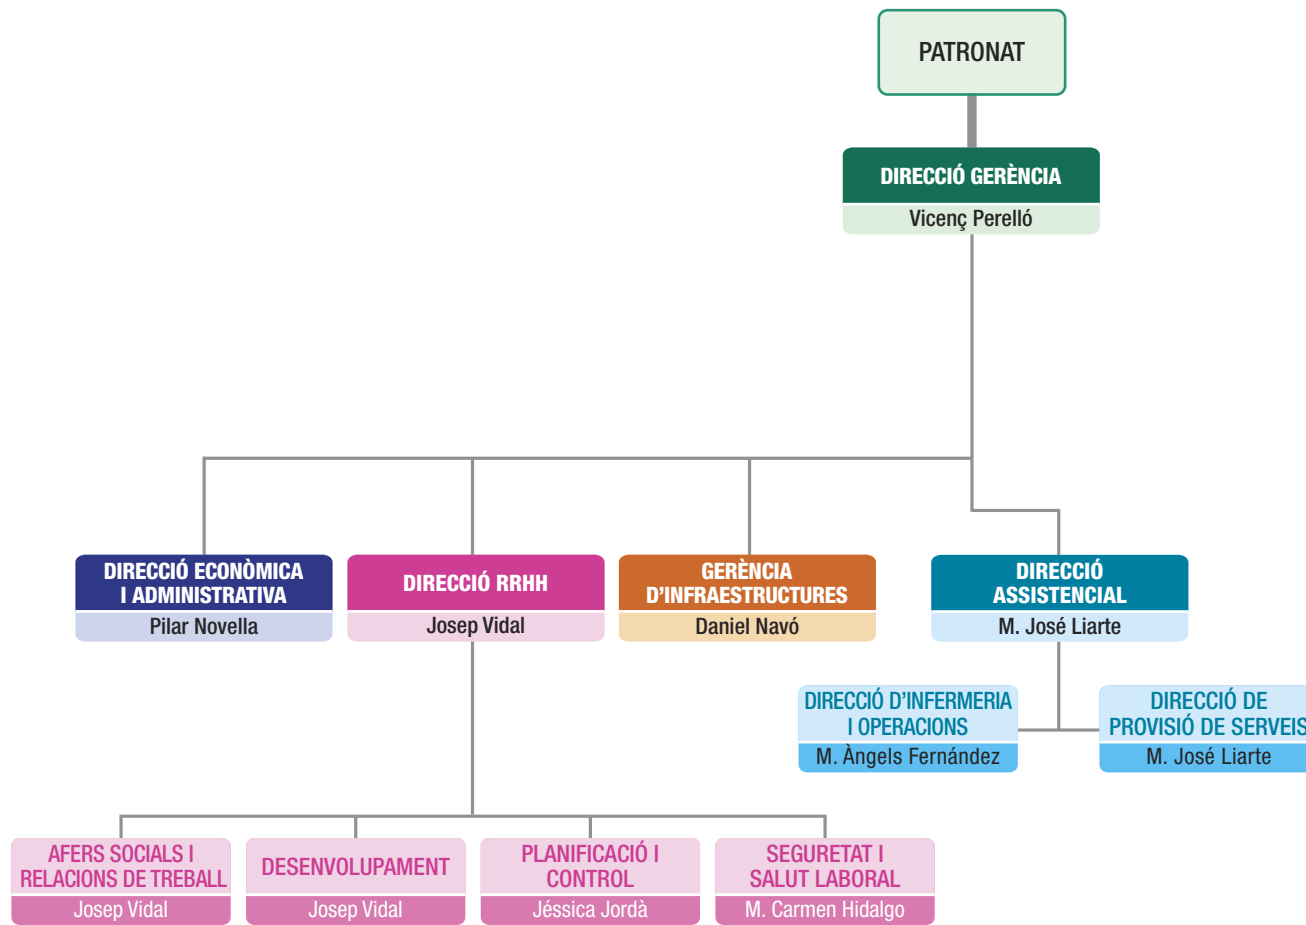 PATRONAT
DIRECCIÓ GERÈNCIA
Vicenç Perelló
DIRECCIÓ ECONÒMICA
I ADMINISTRATIVA
Pilar Novella
DIRECCIÓ RRHH
Josep Vidal
GERÈNCIA
D'INFRAESTRUCTURES
Daniel Navó
DIRECCIÓ
ASSISTENCIAL
M. José Liarte
DIRECCIÓ D'INFERMERIA
I OPERACIONS
M. Àngels Fernández
DIRECCIÓ DE
PROVISIÓ DE SERVEIS
M. José Liarte
AFERS SOCIALS I
RELACIONS DE TREBALL
Josep Vidal
DESENVOLUPAMENT
Josep Vidal
PLANIFICACIÓ I
CONTROL
Jéssica Jordà
SEGURETAT I
SALUT LABORAL
M. Carmen Hidalgo